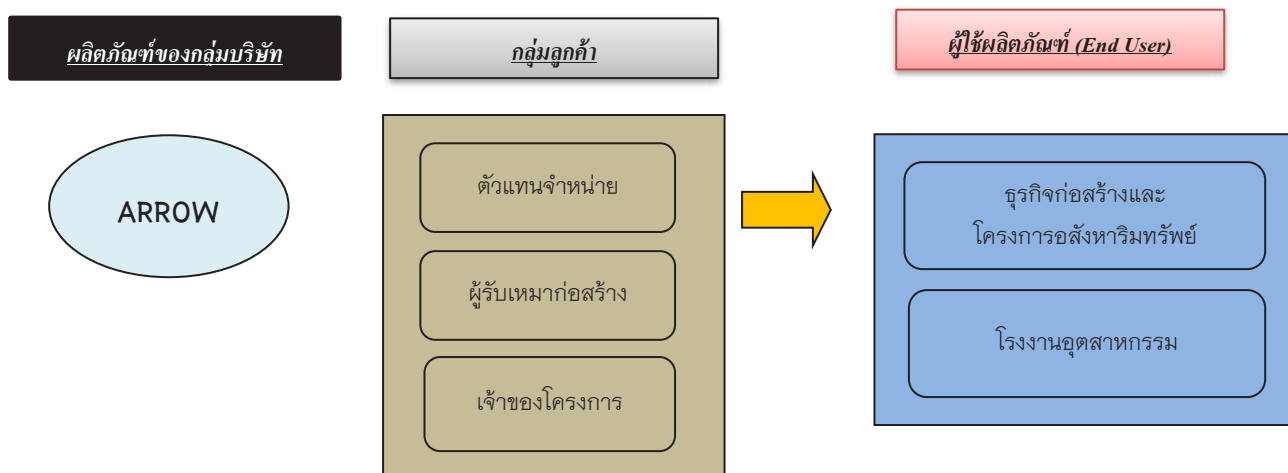 ผลิตภัณฑ์ของกลุ่มบริษัท
กลุ่มลูกค้า
ผู้ใช้ผลิตภัณฑ์ (End User)
ARROW
ตัวแทนจำหน่าย
ผู้รับเหมาก่อสร้าง
เจ้าของโครงการ
ธุรกิจก่อสร้างและ
โครงการอสังหาริมทรัพย์
โรงงานอุตสาหกรรม